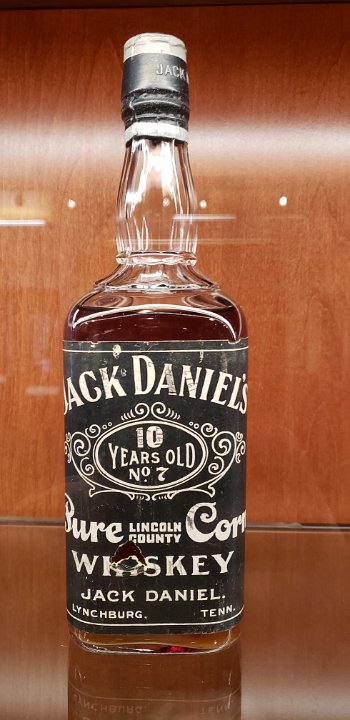 JACK
JACK DANIEL'S
10
YEARS OLD
No. 7
Pure LINCOLN COUNTY Corn
WHISKEY
JACK DANIEL.
LYNCHBURG. TENN.